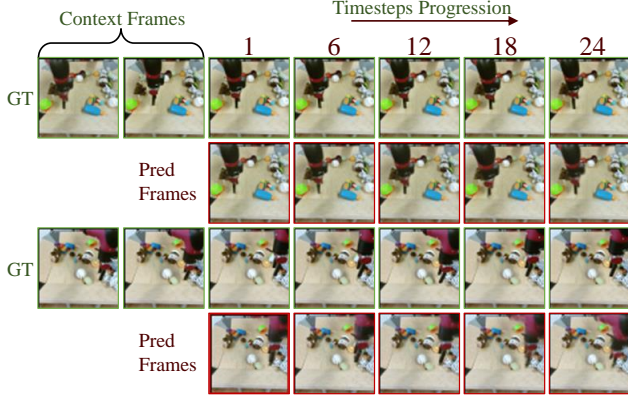 Context Frames
Timesteps Progression
1 6 12 18 24
GT
Pred
Frames
GT
Pred
Frames